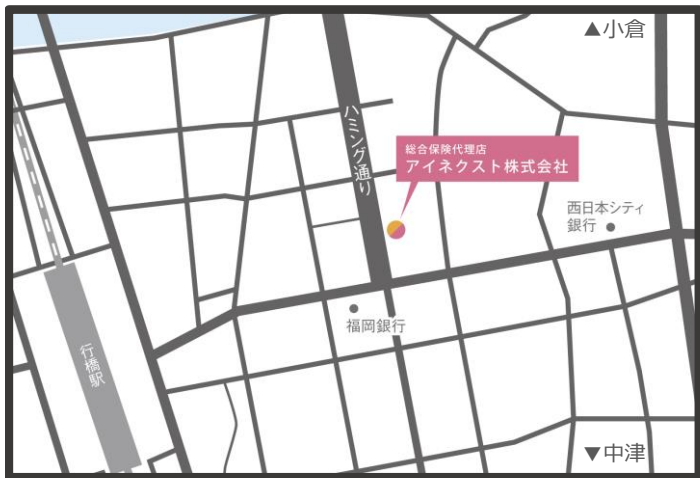 ▲小倉
ハミング通り
総合保険代理店
アイネクスト株式会社
西日本シティ
銀行
福岡銀行
行橋駅
▼中津